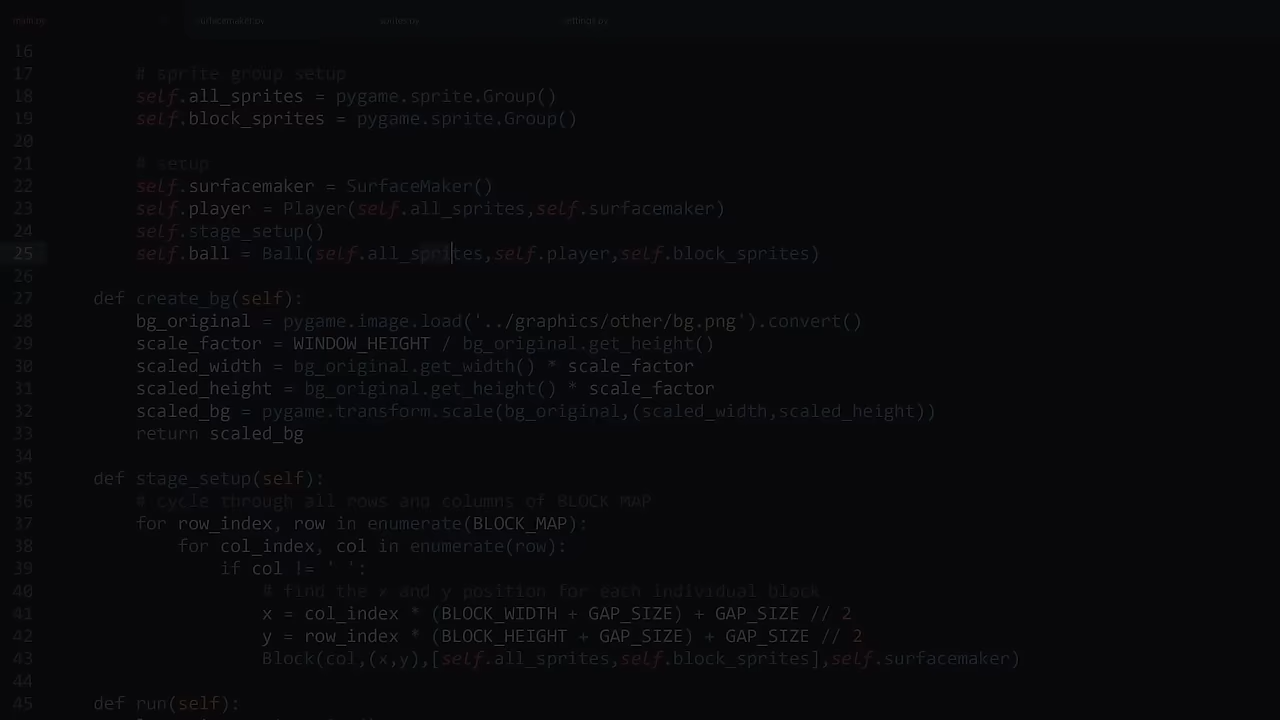 main.py surfacemaker.py sprites.py settings.py
16
17 # sprite group setup
18 self.all_sprites = pygame.sprite.Group()
19 self.block_sprites = pygame.sprite.Group()
20
21 # setup
22 self.surfacemaker = SurfaceMaker()
23 self.player = Player(self.all_sprites,self.surfacemaker)
24 self.stage_setup()
25 self.ball = Ball(self.all_sprites,self.player,self.block_sprites)
26
27 def create_bg(self):
28 bg_original = pygame.image.load('../graphics/other/bg.png').convert()
29 scale_factor = WINDOW_HEIGHT / bg_original.get_height()
30 scaled_width = bg_original.get_width() * scale_factor
31 scaled_height = bg_original.get_height() * scale_factor
32 scaled_bg = pygame.transform.scale(bg_original,(scaled_width,scaled_height))
33 return scaled_bg
34
35 def stage_setup(self):
36 # cycle through all rows and columns of BLOCK MAP
37 for row_index, row in enumerate(BLOCK_MAP):
38 for col_index, col in enumerate(row):
39 if col != ' ':
40 # find the x and y position for each individual block
41 x = col_index * (BLOCK_WIDTH + GAP_SIZE) + GAP_SIZE // 2
42 y = row_index * (BLOCK_HEIGHT + GAP_SIZE) + GAP_SIZE // 2
43 Block(col,(x,y),[self.all_sprites,self.block_sprites],self.surfacemaker)
44
45 def run(self):